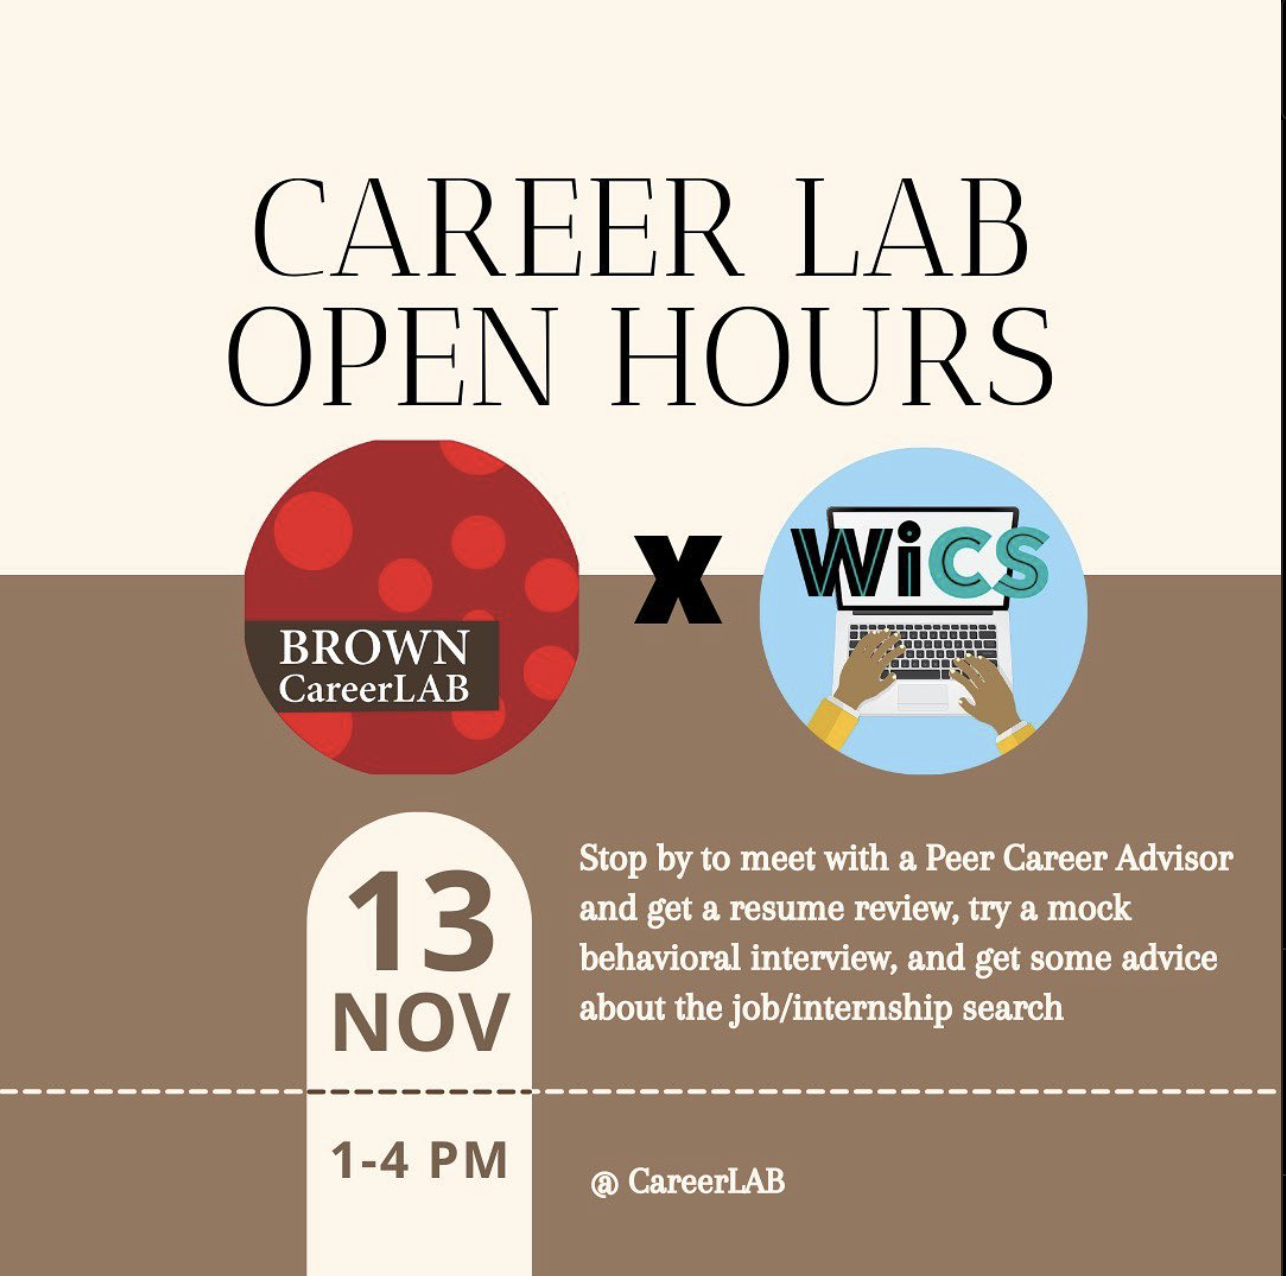 CAREER LAB
OPEN HOURS
BROWN
CareerLAB
X
WiCS
13
NOV
Stop by to meet with a Peer Career Advisor
and get a resume review, try a mock
behavioral interview, and get some advice
about the job/internship search
1-4 PM
@ CareerLAB